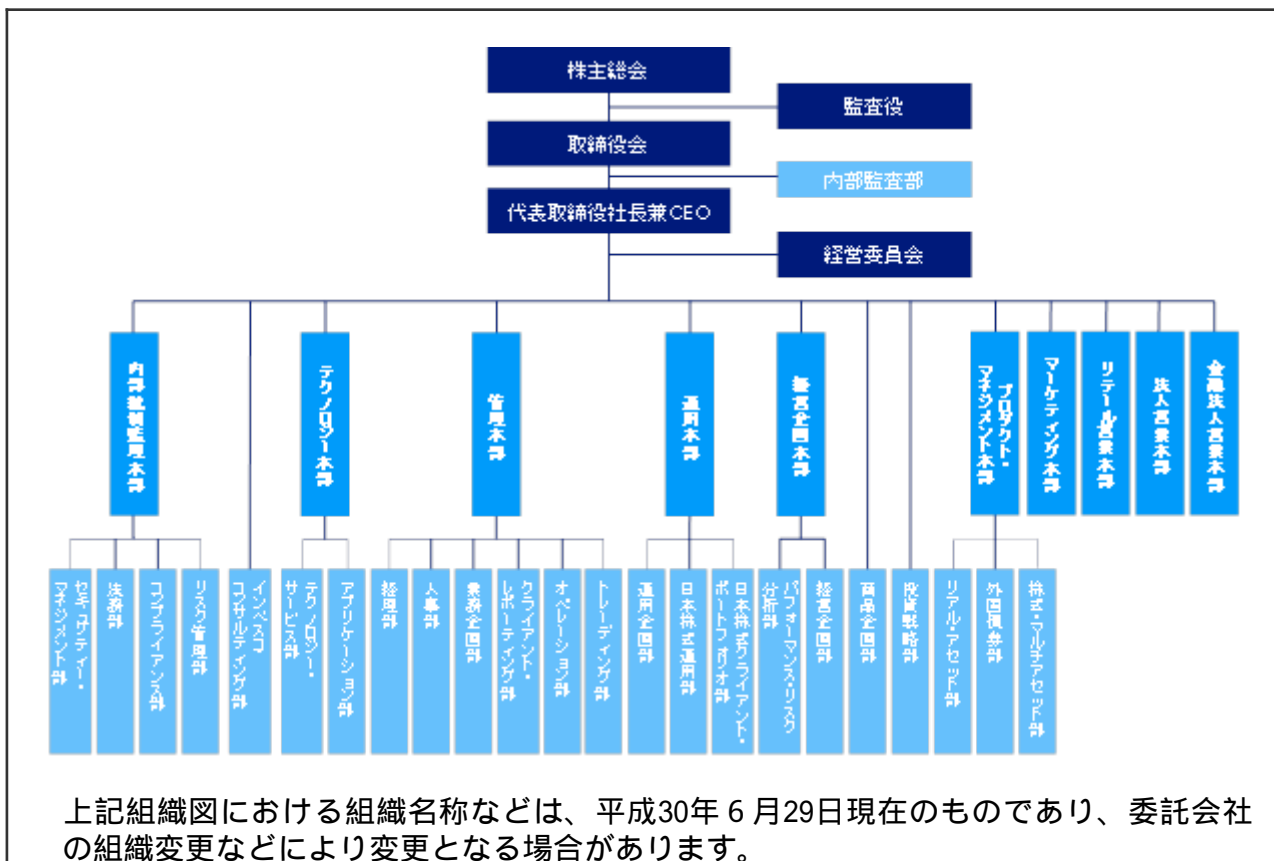 株主総会
監査役
取締役会
内部監査部
代表取締役社長兼CEO
経営委員会
内部統制監理本部
テクノロジー本部
管理本部
運用本部
経営企画本部
プロダクト・
マネジメント本部
マーケティング本部
リテール営業本部
法人営業本部
金融法人営業本部
セキュリティー・
マネジメント部
法務部
コンプライアンス部
リスク管理部
インベスコ
コンサルティング部
テクノロジー・
サービス部
アプリケーション部
経理部
人事部
業務企画部
クライアント・
レポーティング部
オペレーション部
トレーディング部
運用企画部
日本株式運用部
日本株式クライアント・
ポートフォリオ部
パフォーマンス・リスク
分析部
経営企画部
商品企画部
投資戦略部
リアル・アセット部
外国債券部
株式・マルチアセット部
上記組織図における組織名称などは、平成30年6月29日現在のものであり、委託会社
の組織変更などにより変更となる場合があります。